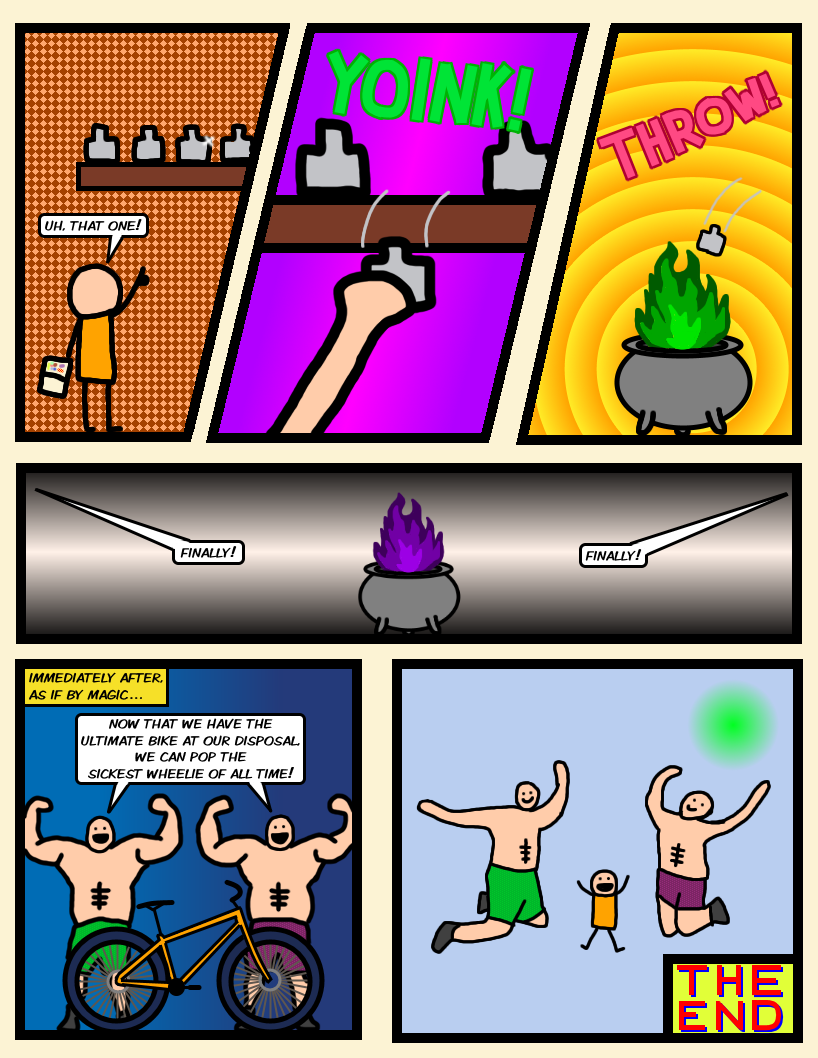 UH, THAT ONE!
YOINK!
THROW!
FINALLY!
FINALLY!
IMMEDIATELY AFTER,
AS IF BY MAGIC...
NOW THAT WE HAVE THE
ULTIMATE BIKE AT OUR DISPOSAL,
WE CAN POP THE
SICKEST WHEELIE OF ALL TIME!
THE
END